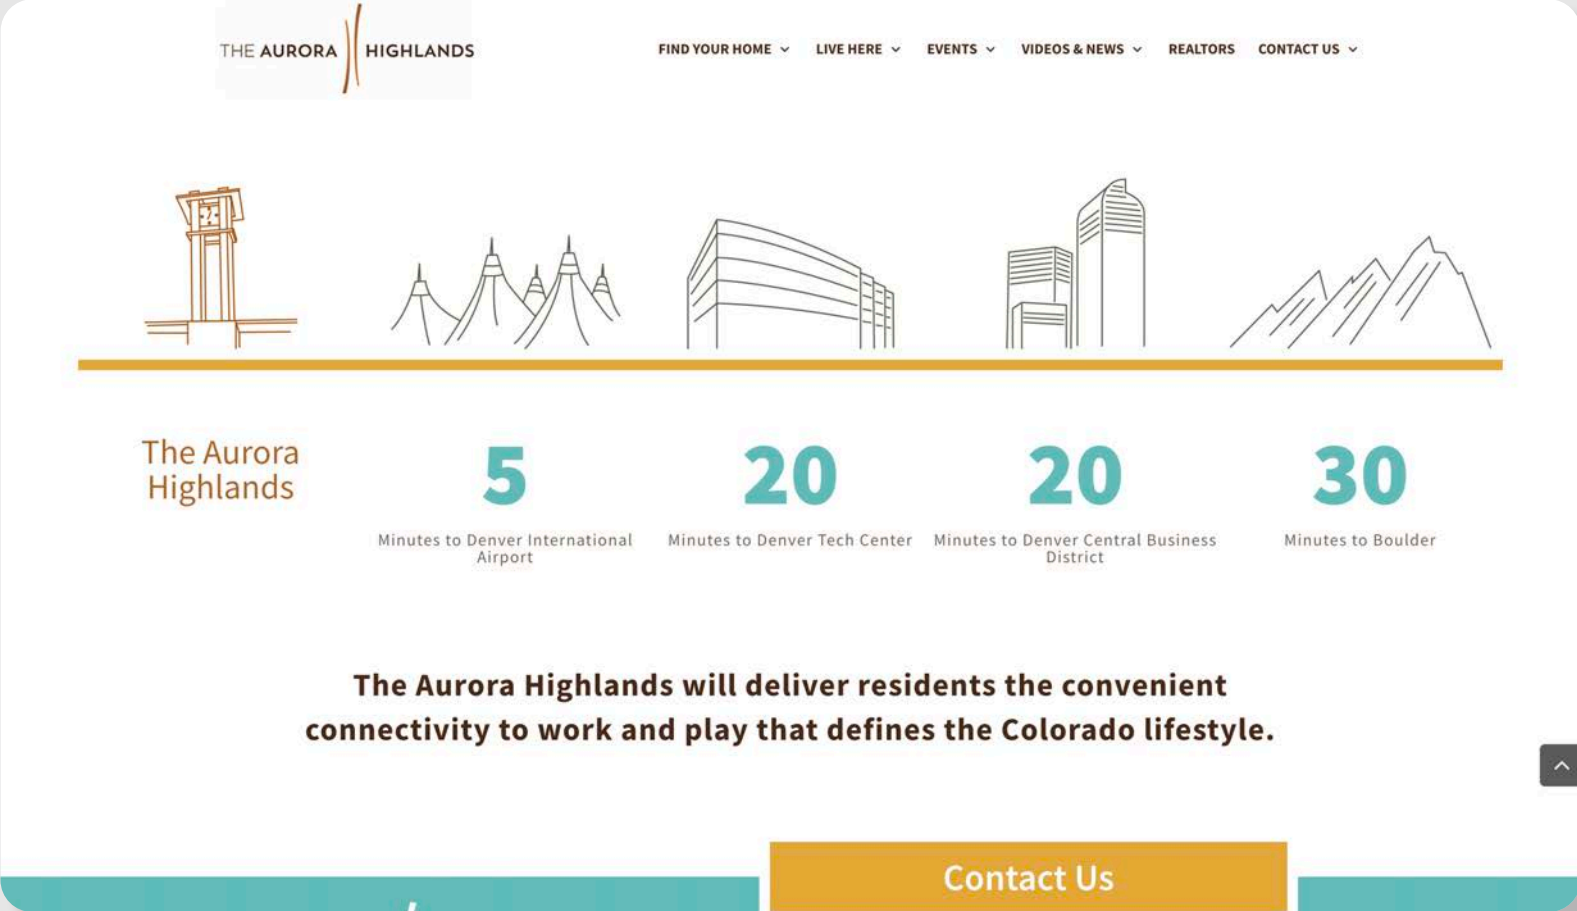 THE AURORA HIGHLANDS
FIND YOUR HOME
LIVE HERE
EVENTS
VIDEOS & NEWS
REALTORS
CONTACT US
The Aurora
Highlands
5
Minutes to Denver International
Airport
20
Minutes to Denver Tech Center
20
Minutes to Denver Central Business
District
30
Minutes to Boulder
The Aurora Highlands will deliver residents the convenient
connectivity to work and play that defines the Colorado lifestyle.
Contact Us